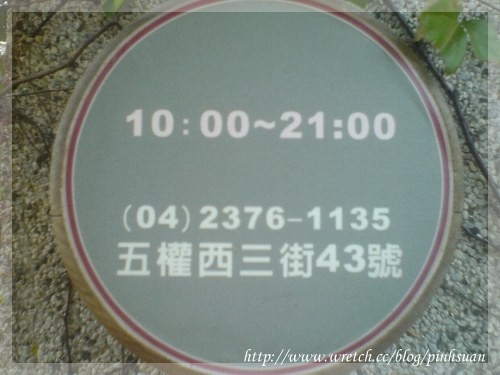 10:00~21:00
(04)2376-1135
五權西三街43號
http://www.wretch.cc/blog/pinhsuan